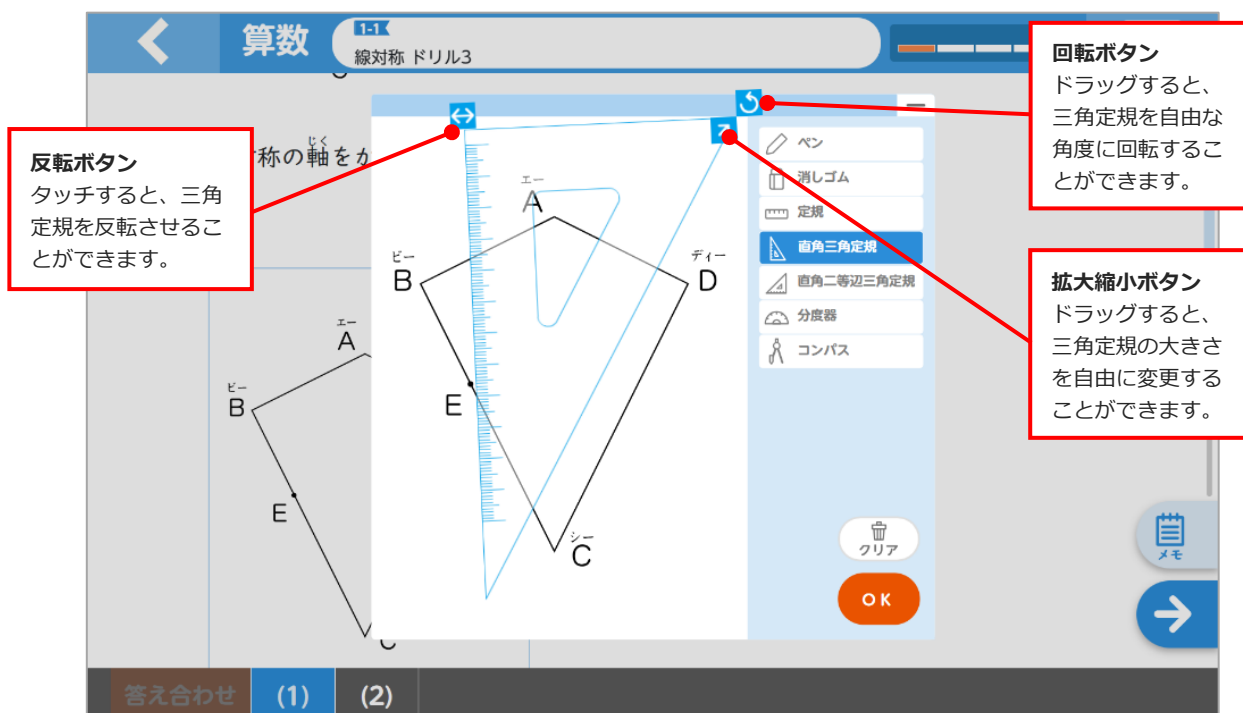 算数
1-1
線対称 ドリル3
回転ボタン
ドラッグすると、
三角定規を自由な
角度に回転するこ
とができます。
反転ボタン
タッチすると、三角
定規を反転させるこ
とができます。
じく
称の軸をか
ペン
消しゴム
定規
直角三角定規
直角二等辺三角定規
分度器
コンパス
エー
A
ビー
B
ディー
D
E
シー
C
拡大縮小ボタン
ドラッグすると、
三角定規の大きさ
を自由に変更する
ことができます。
エー
A
ビー
B
E
C
クリア
OK
メモ
答え合わせ
(1)
(2)